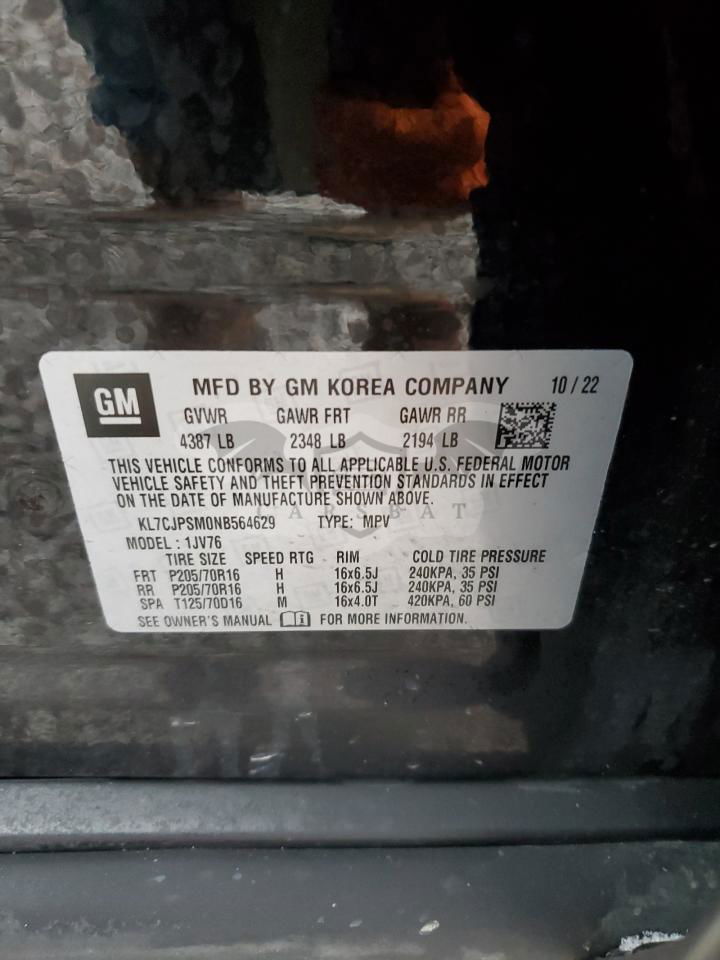 GM
MFD BY GM KOREA COMPANY 10 / 22
GVWR GAWR FRT GAWR RR
4387 LB 2348 LB 2194 LB
THIS VEHICLE CONFORMS TO ALL APPLICABLE U.S. FEDERAL MOTOR
VEHICLE SAFETY AND THEFT PREVENTION STANDARDS IN EFFECT
ON THE DATE OF MANUFACTURE SHOWN ABOVE.
CARSBAT
KL7CJPSM0NB564629 TYPE: MPV
MODEL : 1JV76
TIRE SIZE SPEED RTG RIM COLD TIRE PRESSURE
FRT P205/70R16 H 16x6.5J 240KPA, 35 PSI
RR P205/70R16 H 16x6.5J 240KPA, 35 PSI
SPA T125/70D16 M 16x4.0T 420KPA, 60 PSI
SEE OWNER'S MANUAL i FOR MORE INFORMATION.